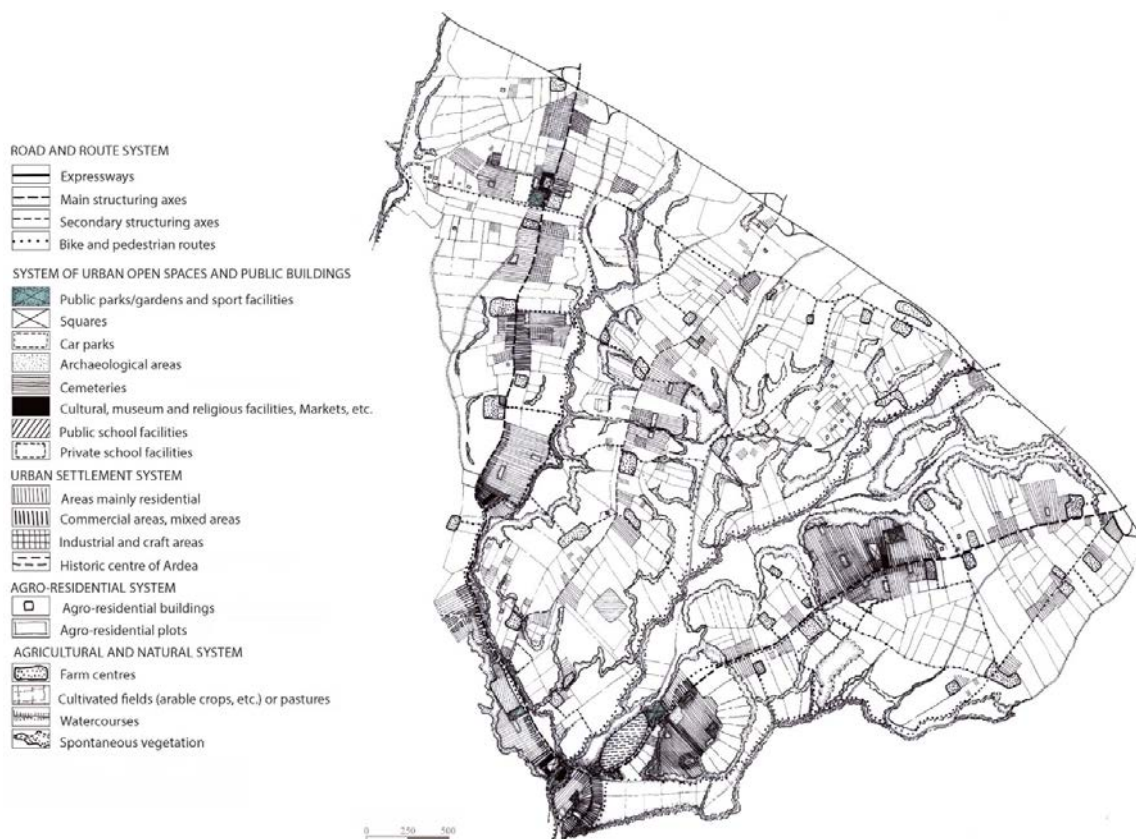 ROAD AND ROUTE SYSTEM
Expressways
Main structuring axes
Secondary structuring axes
Bike and pedestrian routes
SYSTEM OF URBAN OPEN SPACES AND PUBLIC BUILDINGS
Public parks/gardens and sport facilities
Squares
Car parks
Archaeological areas
Cemeteries
Cultural, museum and religious facilities, Markets, etc.
Public school facilities
Private school facilities
URBAN SETTLEMENT SYSTEM
Areas mainly residential
Commercial areas, mixed areas
Industrial and craft areas
Historic centre of Ardea
AGRO-RESIDENTIAL SYSTEM
Agro-residential buildings
Agro-residential plots
AGRICULTURAL AND NATURAL SYSTEM
Farm centres
Cultivated fields (arable crops, etc.) or pastures
Watercourses
Spontaneous vegetation
0 250 500